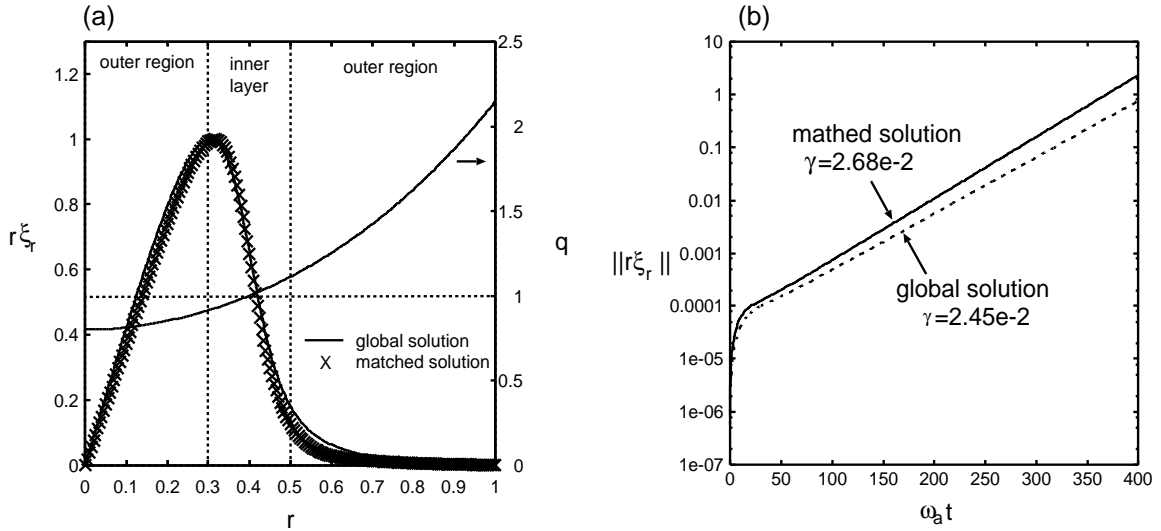 (a)
outer region
inner
layer
outer region
1.2
1
0.8
0.6
0.4
0.2
0
rξr
2.5
2
1.5
1
0.5
0
q
global solution
X matched solution
0 0.1 0.2 0.3 0.4 0.5 0.6 0.7 0.8 0.9 1
r
(b)
10
1
0.1
0.01
0.001
0.0001
1e-05
1e-06
1e-07
||rξr||
mathed solution
γ=2.68e-2
global solution
γ=2.45e-2
0 50 100 150 200 250 300 350 400
ωat